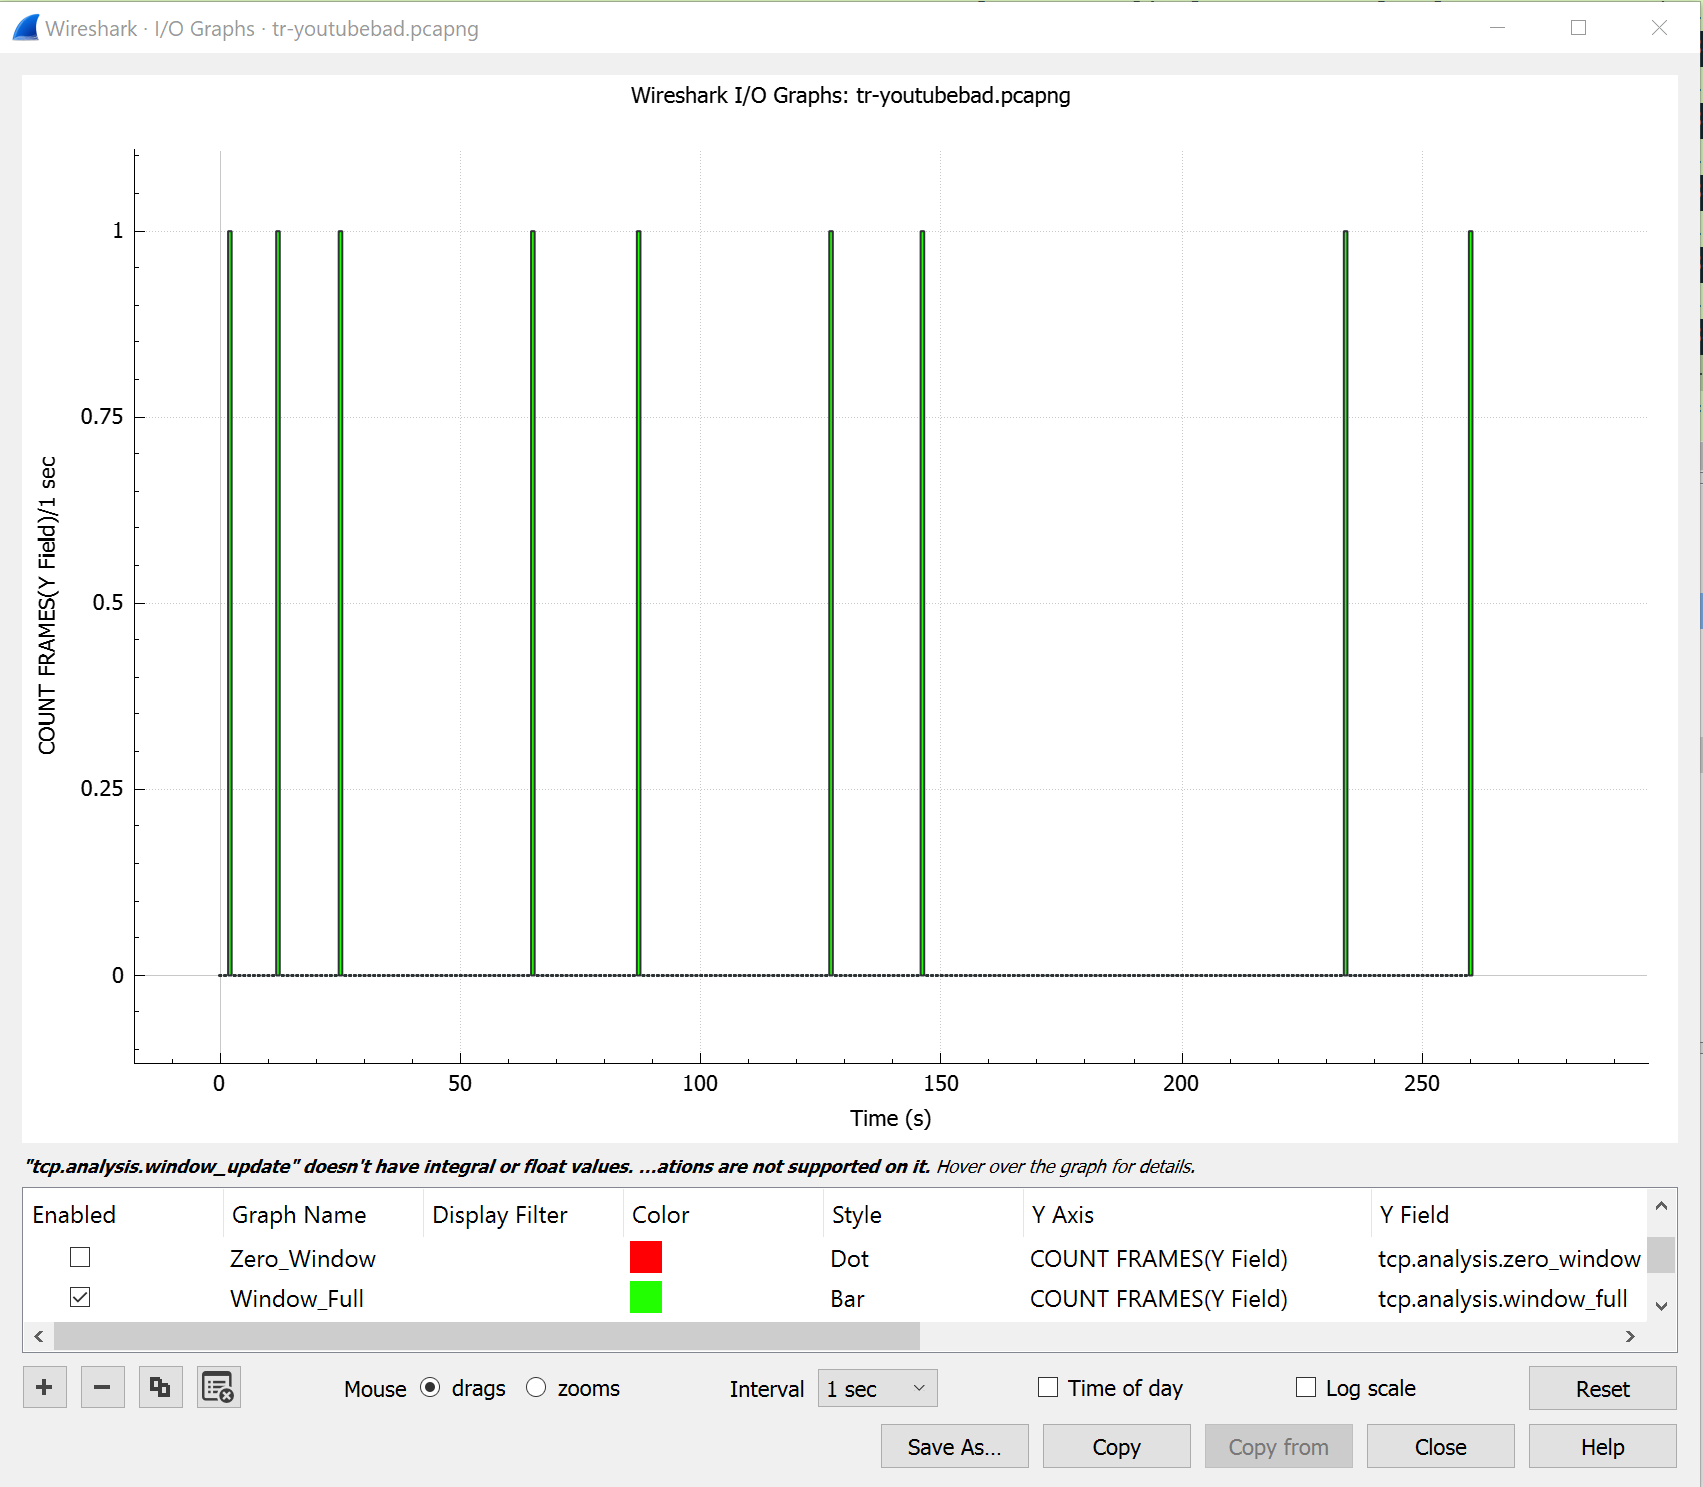 Wireshark · I/O Graphs · tr-youtubebad.pcapng
Wireshark I/O Graphs: tr-youtubebad.pcapng
COUNT FRAMES(Y Field)/1 sec
1
0.75
0.5
0.25
0
0 50 100 150 200 250
Time (s)
"tcp.analysis.window_update" doesn't have integral or float values. ...ations are not supported on it. Hover over the graph for details.
Enabled Graph Name Display Filter Color Style Y Axis Y Field
Zero_Window Dot COUNT FRAMES(Y Field) tcp.analysis.zero_window
Window_Full Bar COUNT FRAMES(Y Field) tcp.analysis.window_full
Mouse drags zooms Interval 1 sec Time of day Log scale Reset
Save As... Copy Copy from Close Help